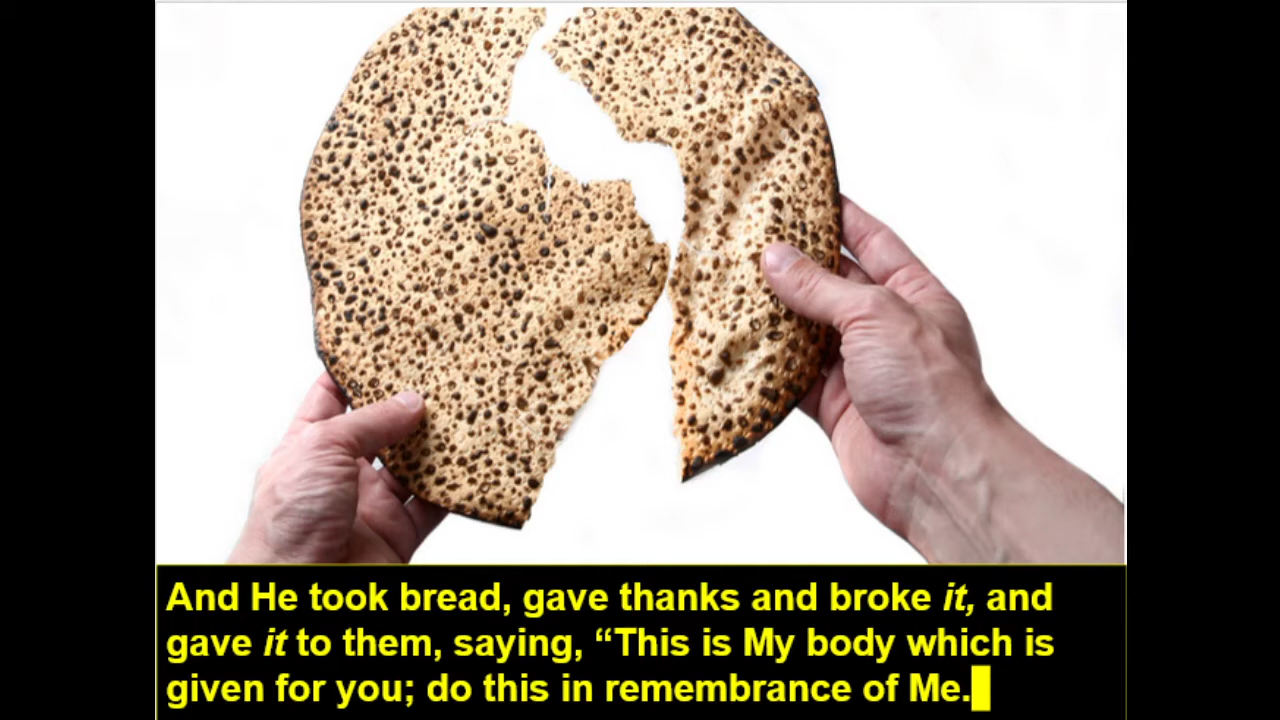 And He took bread, gave thanks and broke it, and
gave it to them, saying, “This is My body which is
given for you; do this in remembrance of Me.